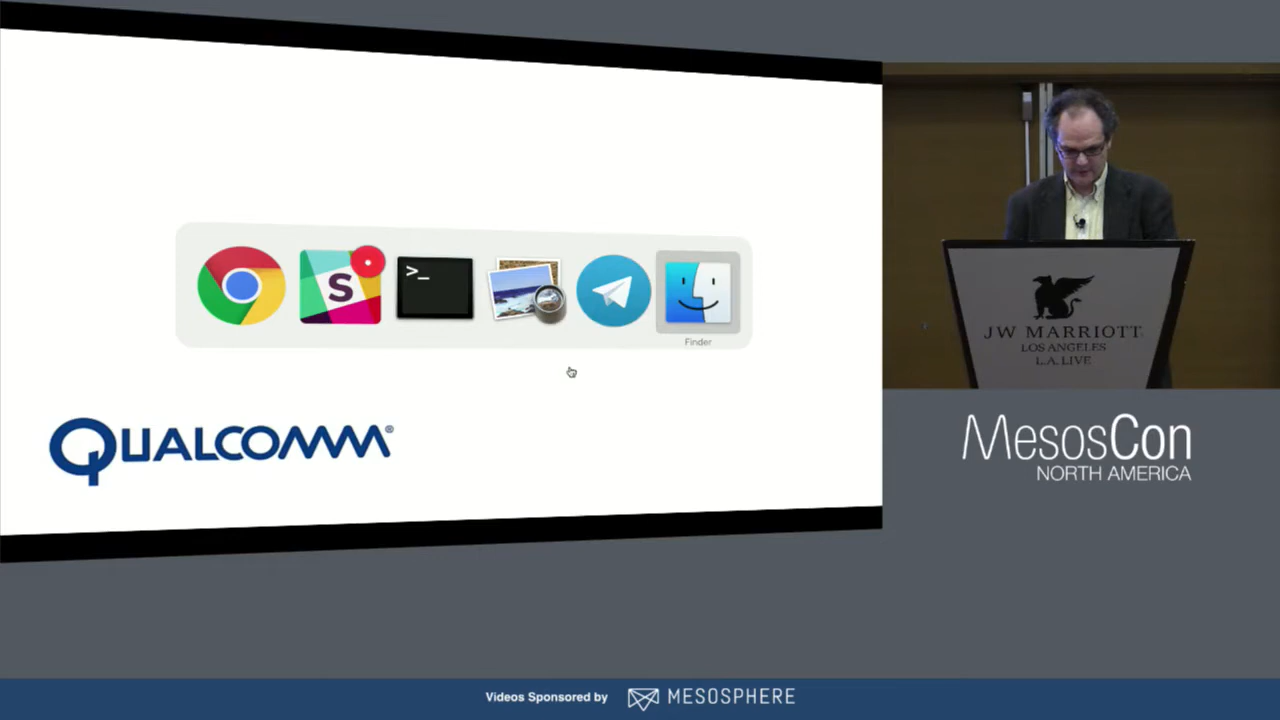 S
>_
Finder
QUALCOMM®
JW MARRIOTT
LOS ANGELES
L.A. LIVE
MesosCon
NORTH AMERICA
Videos Sponsored by MESOSPHERE